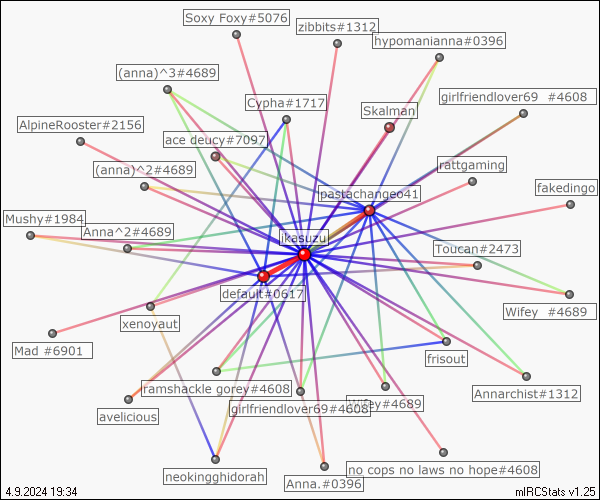 Soxy Foxy#5076
zibbits#1312
hypomanianna#0396
(anna)^3#4689
Cypha#1717
girlfriendlover69 #4608
Skalman
AlpineRooster#2156
ace deucy#7097
(anna)^2#4689
rattgaming
pastachangeo41
fakedingo
Mushy#1984
Anna^2#4689
jkasuzu
Toucan#2473
default#0617
xenoyaut
Wifey #4689
Mad #6901
frisout
ramshackle gorey#4608
Annarchist#1312
avelicious
girlfriendlover69#4608
Wifey#4689
neokingghidorah
Anna.#0396
no cops no laws no hope#4608
4.9.2024 19:34
mIRCStats v1.25